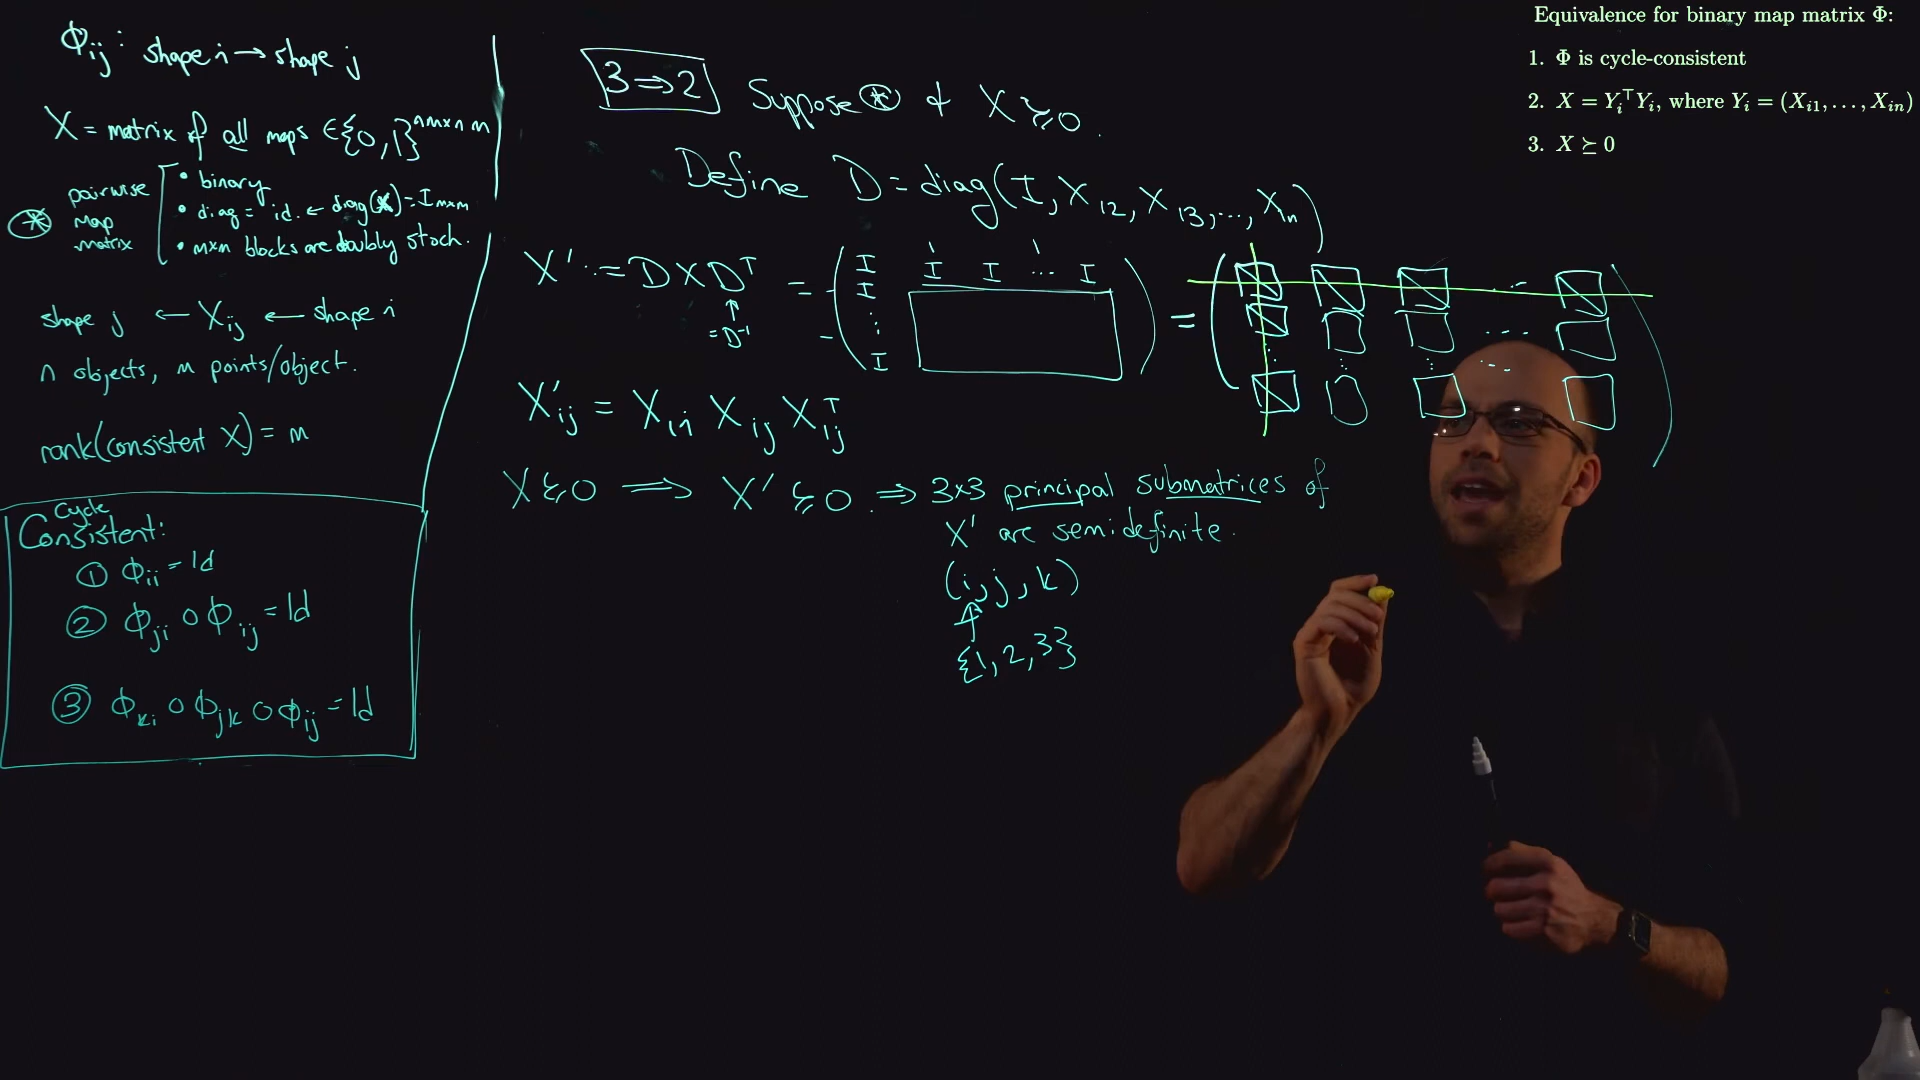 Φij : shape i → shape j
X = matrix of all maps ∈ {0,1}^{nm×nm}
⊛ pairwise map matrix
• binary
• diag = id. ← diag(X) = I m×m
• m×m blocks are doubly stoch.
shape j ← Xij ← shape i
n objects, m points/object.
rank(consistent X) = m
Cycle
Consistent:
① Φii = Id
② Φji ∘ Φij = Id
③ Φki ∘ Φjk ∘ Φij = Id
3 ⇒ 2 Suppose ⊛ & X ⪰ 0.
Define D = diag(I, X12, X13, ..., X1n)
X' := D X D^T = ( I I I ... I I ⋮ I ) = ( ... ⋮ ⋮ ... )
↑
= D^-1
X'ij = X1i Xij X1j^T
X ⪰ 0 ⇒ X' ⪰ 0. ⇒ 3×3 principal submatrices of
X' are semidefinite.
(i, j, k)
↑
{1, 2, 3}
Equivalence for binary map matrix Φ:
1. Φ is cycle-consistent
2. X = Yi^⊤ Yi, where Yi = (Xi1, ..., Xin)
3. X ⪰ 0